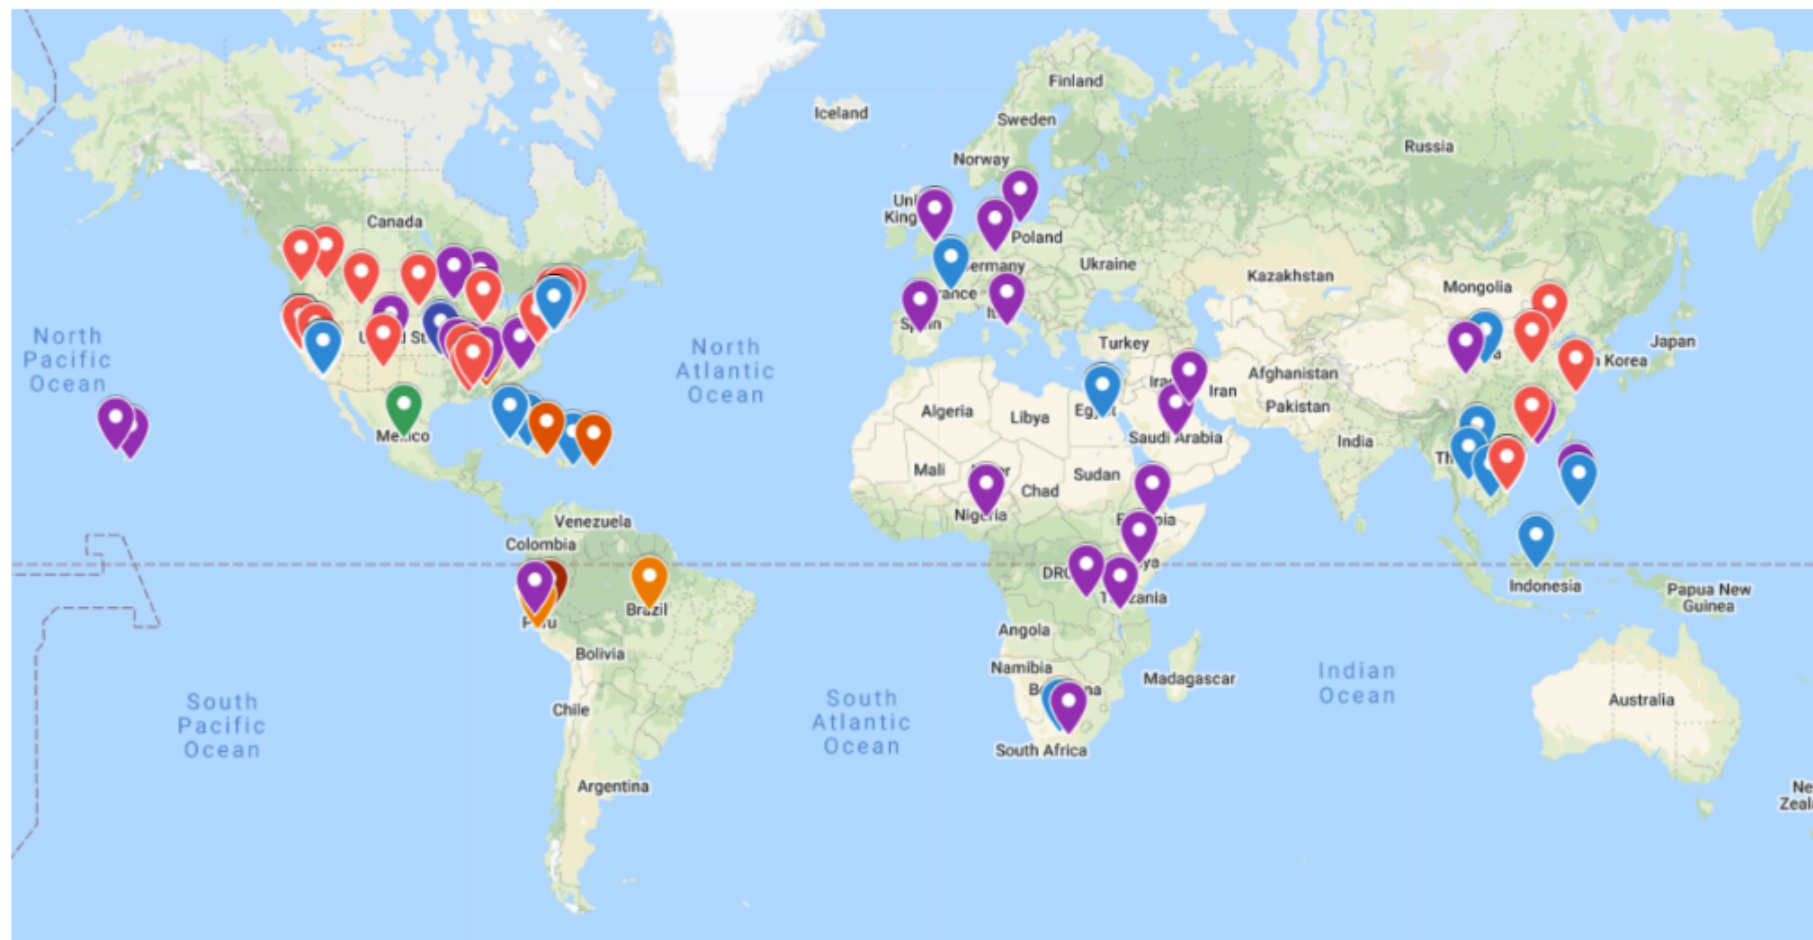 Finland
Iceland
Sweden
Russia
Norway
Canada
Poland
Ukraine
Kazakhstan
Mongolia
North
Pacific
Ocean
North
Atlantic
Ocean
Turkey
Japan
Korea
Afghanistan
Iran
Pakistan
Algeria
Libya
Saudi Arabia
India
Mali
Sudan
Chad
Venezuela
Colombia
Brazil
Indonesia
Papua New
Guinea
Angola
Bolivia
Namibia
Madagascar
Indian
Ocean
South
Pacific
Ocean
South
Atlantic
Ocean
Chile
Australia
South Africa
Argentina